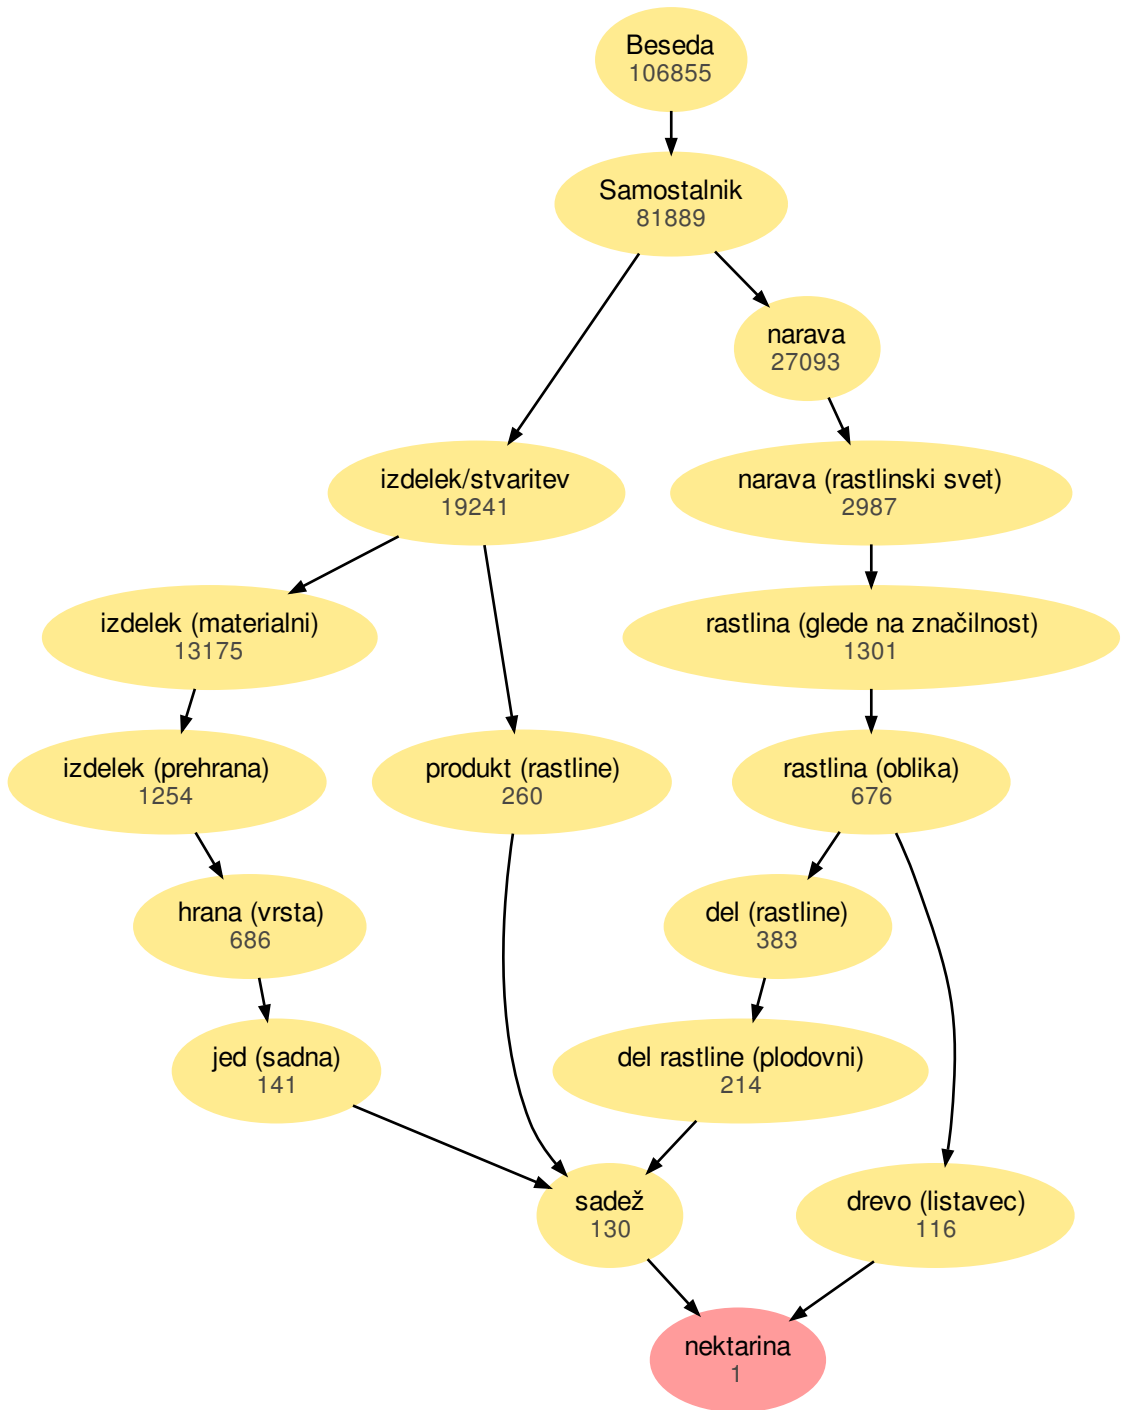 Beseda
106855
Samostalnik
81889
narava
27093
izdelek/stvaritev
19241
narava (rastlinski svet)
2987
izdelek (materialni)
13175
rastlina (glede na značilnost)
1301
izdelek (prehrana)
1254
produkt (rastline)
260
rastlina (oblika)
676
hrana (vrsta)
686
del (rastline)
383
jed (sadna)
141
del rastline (plodovni)
214
sadež
130
drevo (listavec)
116
nektarina
1